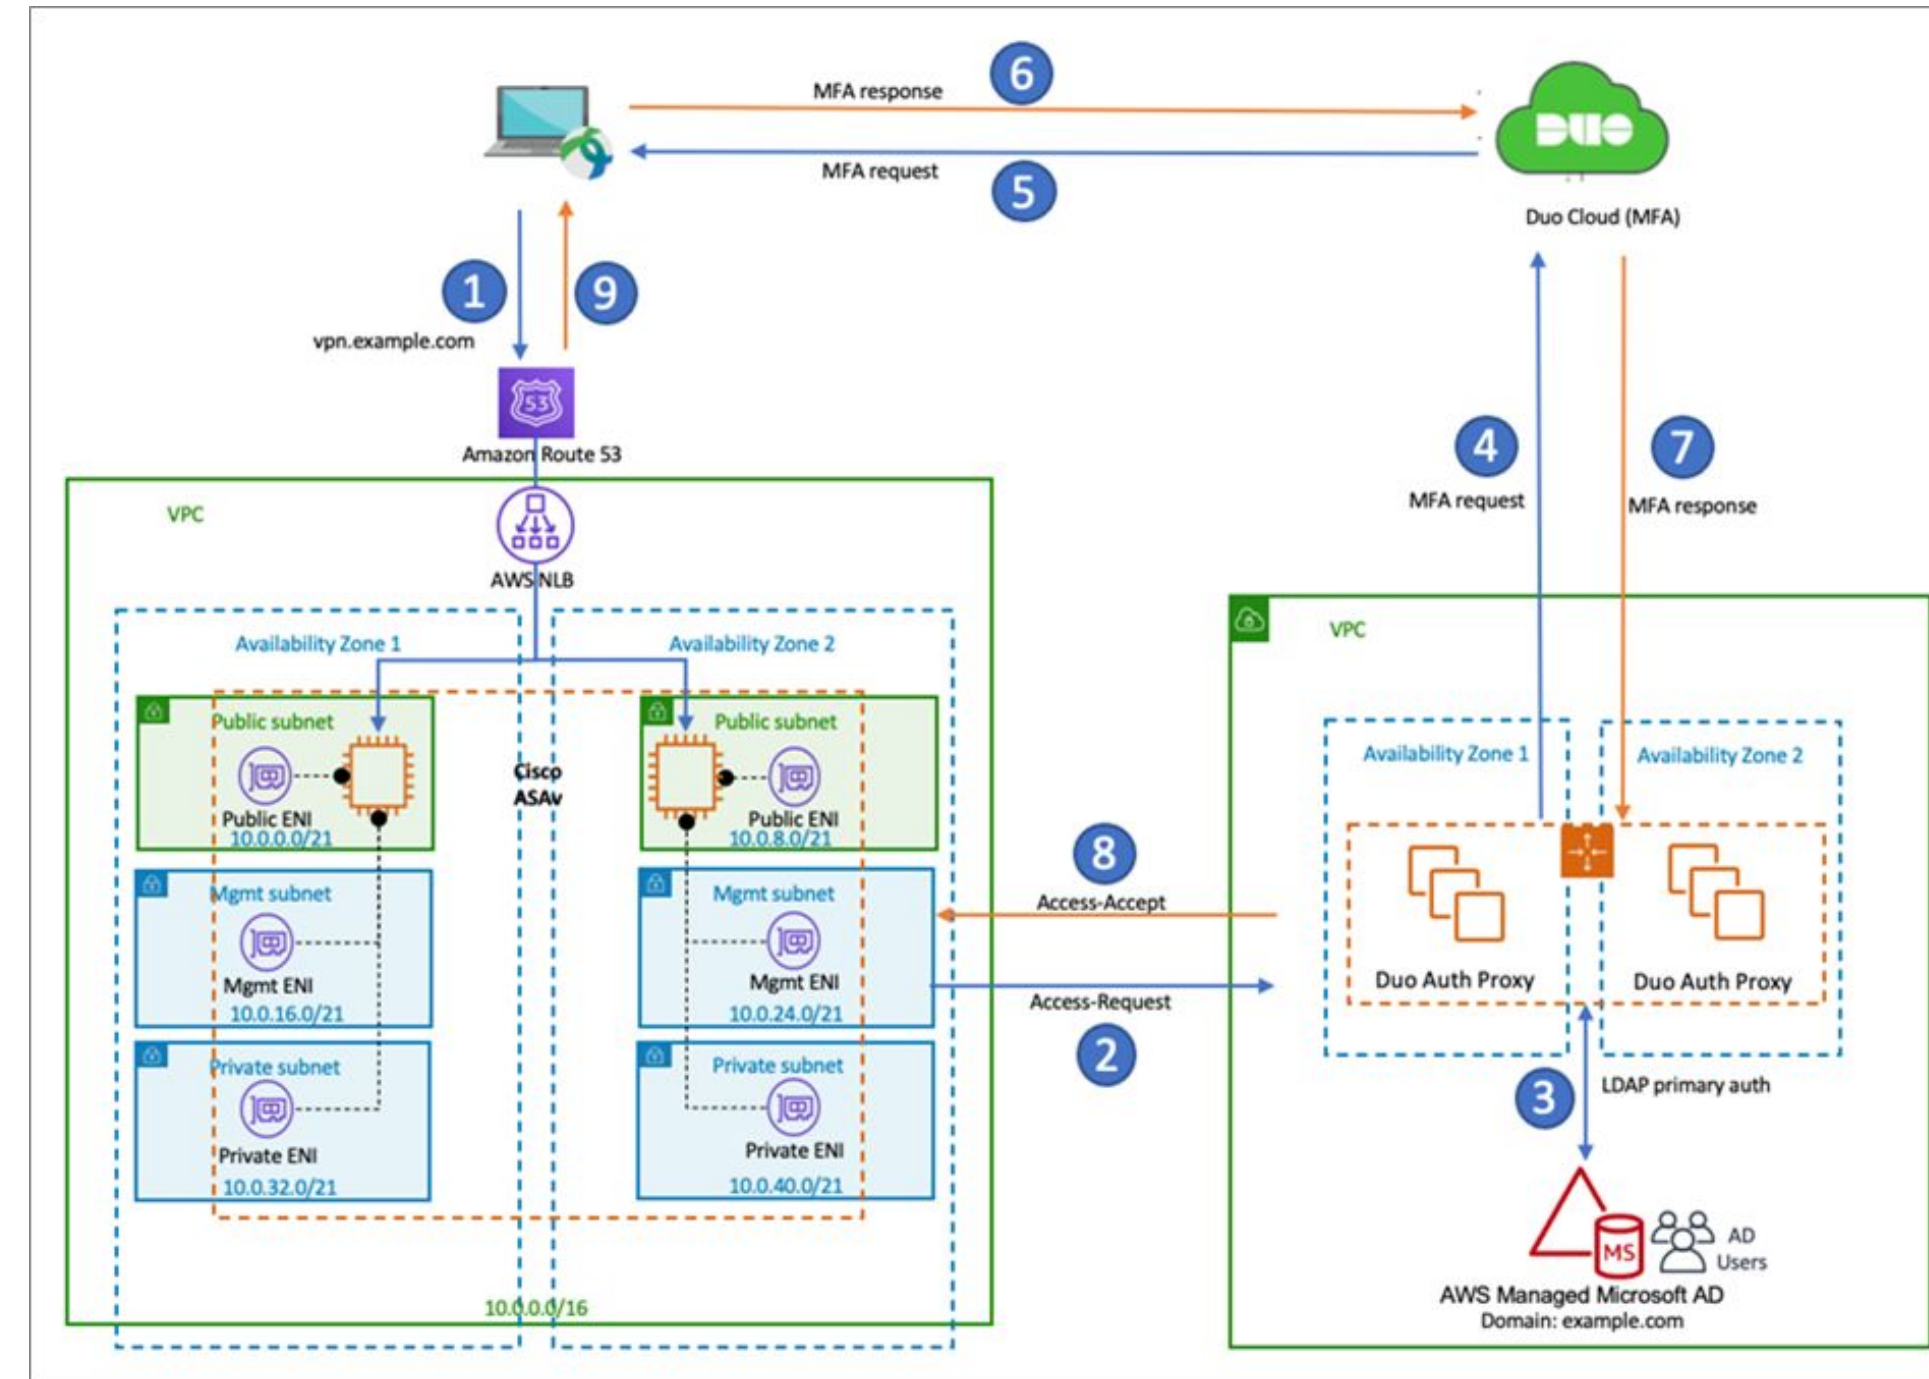 6
MFA response
DUO
MFA request
5
Duo Cloud (MFA)
1
9
vpn.example.com
53
Amazon Route 53
4
7
MFA request
MFA response
VPC
AWS NLB
Availability Zone 1
Availability Zone 2
Public subnet
Public subnet
Cisco
ASAv
Public ENI
10.0.0.0/21
Public ENI
10.0.8.0/21
Mgmt subnet
Mgmt subnet
Mgmt ENI
10.0.16.0/21
Mgmt ENI
10.0.24.0/21
Private subnet
Private subnet
Private ENI
10.0.32.0/21
Private ENI
10.0.40.0/21
10.0.0.0/16
8
Access-Accept
Access-Request
2
VPC
Availability Zone 1
Availability Zone 2
Duo Auth Proxy
Duo Auth Proxy
3
LDAP primary auth
MS
AD
Users
AWS Managed Microsoft AD
Domain: example.com